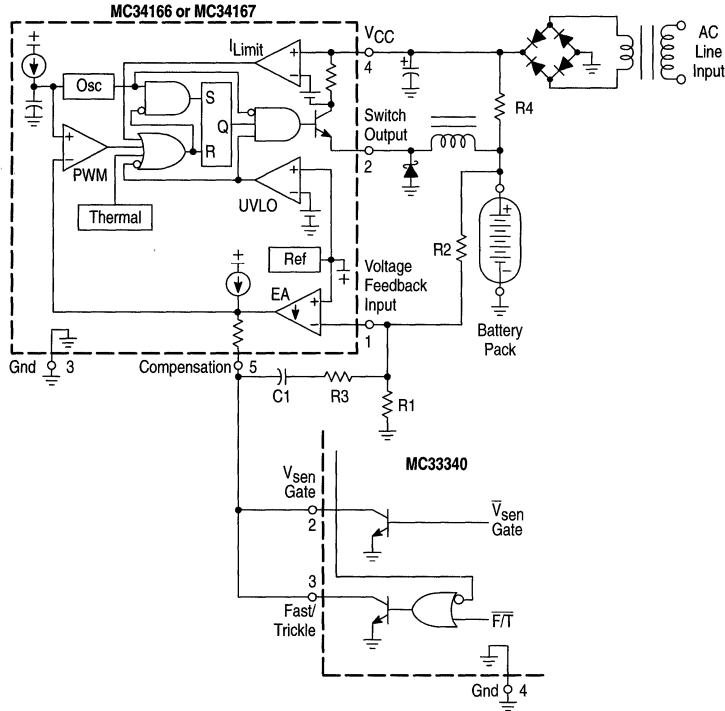 MC34166 or MC34167
+
ILimit
+
−
VCC
4
+
AC
Line
Input
Osc
S
Q
R
R4
Switch
Output
2
+
−
PWM
Thermal
+
−
UVLO
+
−
R2
Battery
Pack
Ref
+
+
EA
+
−
Voltage
Feedback
Input
1
Gnd
3
Compensation
5
C1
R3
R1
MC33340
Vsen
Gate
2
V̅sen
Gate
3
Fast/
Trickle
F̅/̅T̅
Gnd
4